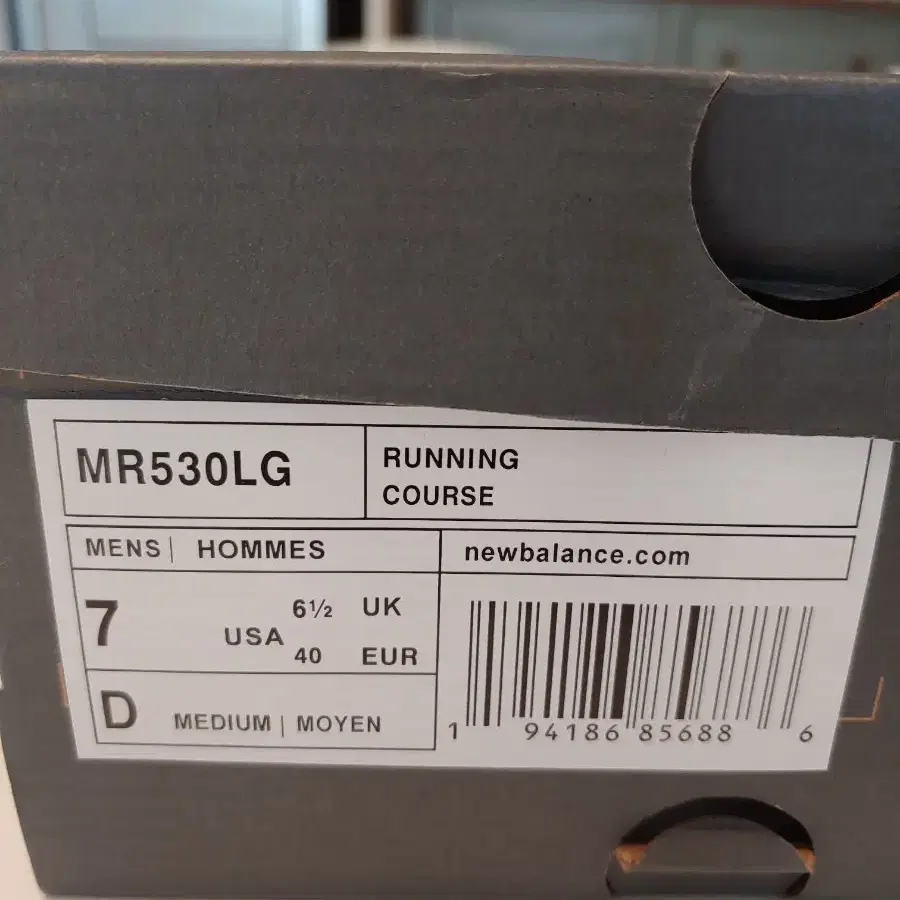 MR530LG
RUNNING
COURSE
MENS | HOMMES
newbalance.com
7 USA
6½ UK
40 EUR
D MEDIUM | MOYEN
1 94186 85688 6